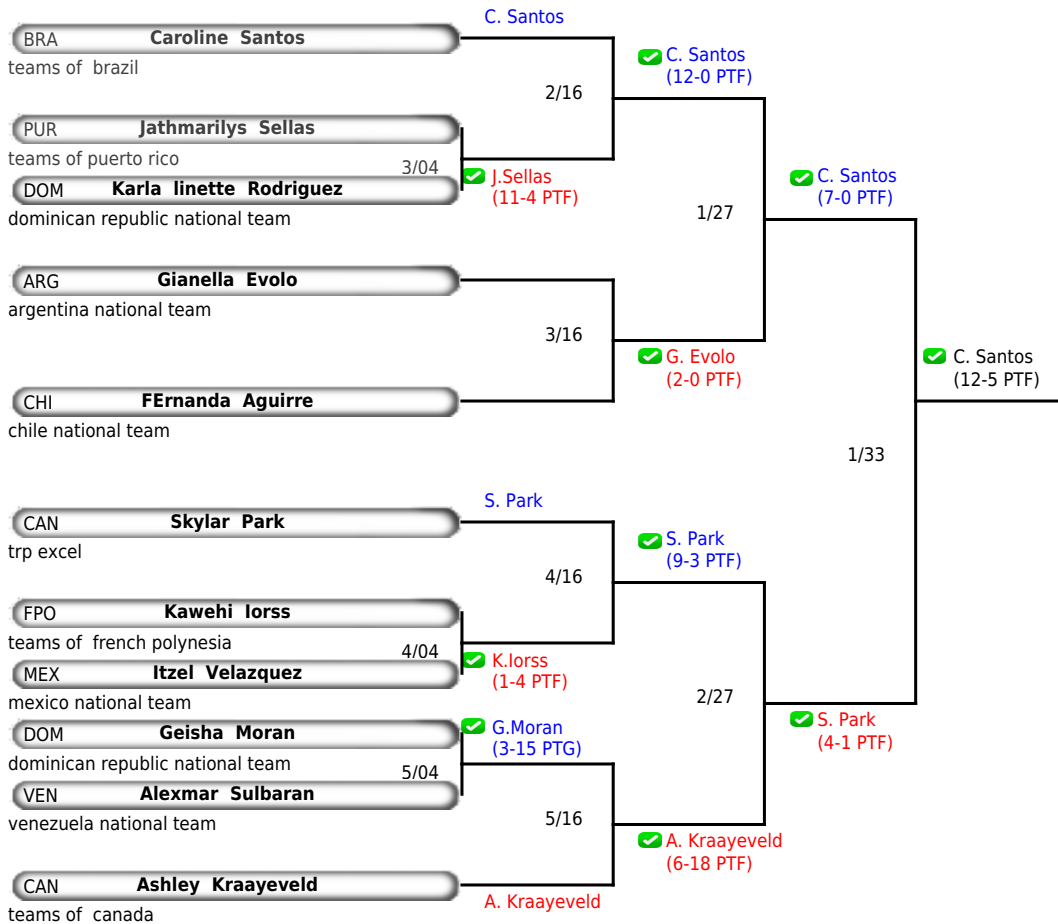 C. Santos
BRA Caroline Santos
teams of brazil
C. Santos
(12-0 PTF)
2/16
PUR Jathmarilys Sellas
teams of puerto rico
3/04
J.Sellas
(11-4 PTF)
DOM Karla linette Rodriguez
dominican republic national team
C. Santos
(7-0 PTF)
1/27
ARG Gianella Evolo
argentina national team
3/16
G. Evolo
(2-0 PTF)
C. Santos
(12-5 PTF)
CHI FErnanda Aguirre
chile national team
1/33
S. Park
CAN Skylar Park
trp excel
S. Park
(9-3 PTF)
4/16
FPO Kawehi Iorss
teams of french polynesia
4/04
K.Iorss
(1-4 PTF)
MEX Itzel Velazquez
mexico national team
2/27
S. Park
(4-1 PTF)
DOM Geisha Moran
G.Moran
(3-15 PTG)
dominican republic national team
5/04
VEN Alexmar Sulbaran
venezuela national team
5/16
A. Kraayeveld
(6-18 PTF)
CAN Ashley Kraayeveld
A. Kraayeveld
teams of canada